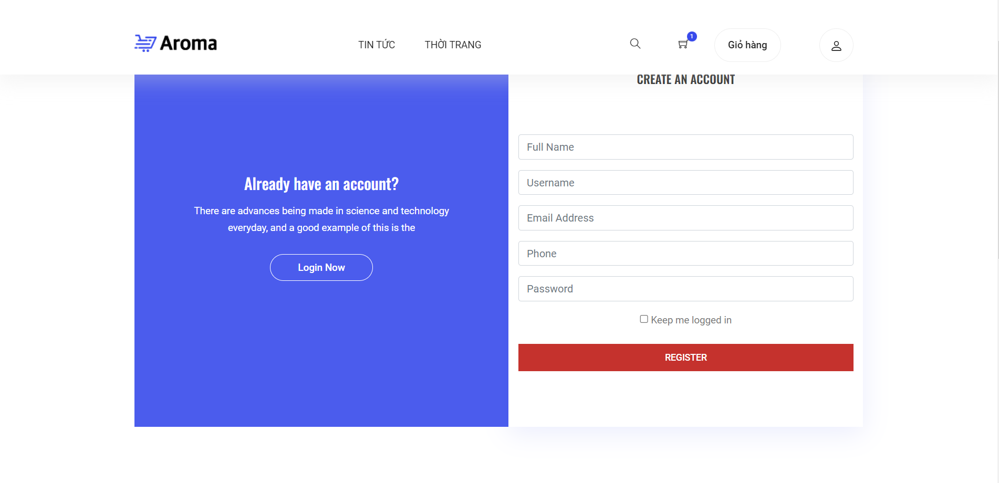 Aroma
TIN TỨC
THỜI TRANG
1
Giỏ hàng
CREATE AN ACCOUNT
Already have an account?
There are advances being made in science and technology
everyday, and a good example of this is the
Login Now
Full Name
Username
Email Address
Phone
Password
Keep me logged in
REGISTER